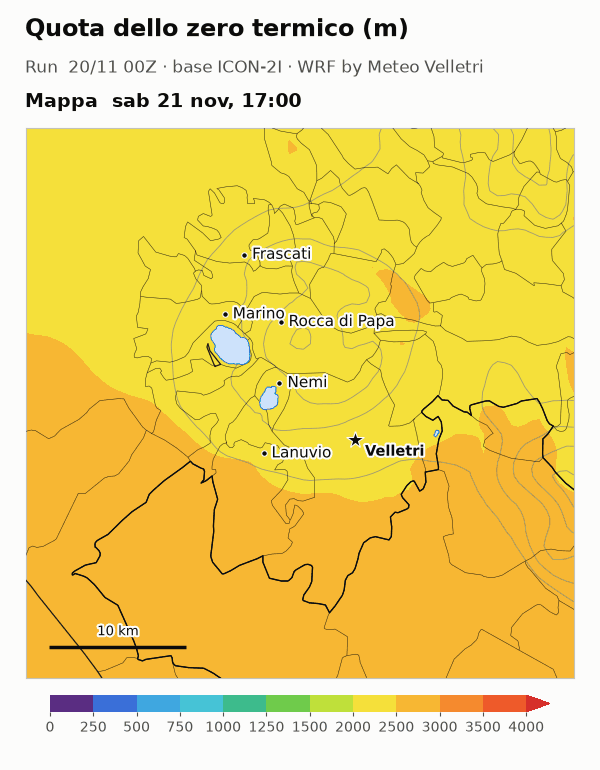 Quota dello zero termico (m)
Run 20/11 00Z · base ICON-2I · WRF by Meteo Velletri
Mappa sab 21 nov, 17:00
Frascati
Marino
Rocca di Papa
Nemi
Velletri
Lanuvio
10 km
0 250 500 750 1000 1250 1500 2000 2500 3000 3500 4000